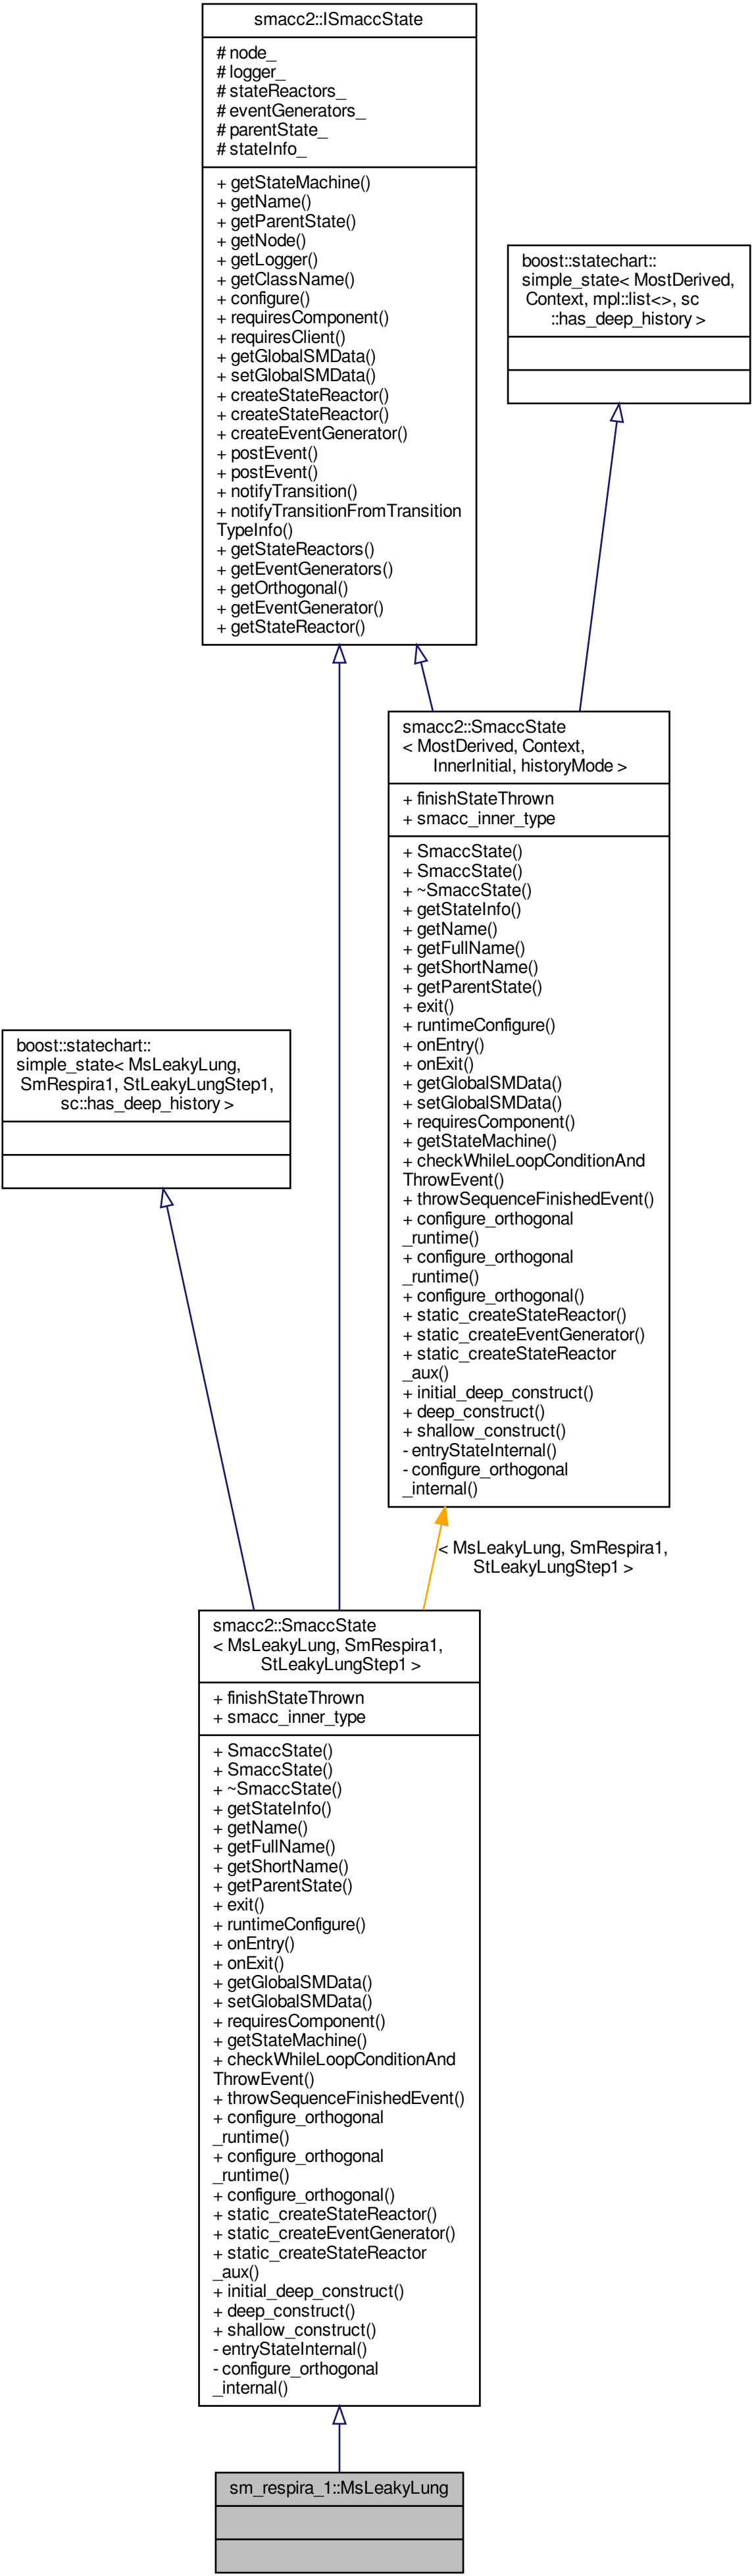 smacc2::ISmaccState
# node_
# logger_
# stateReactors_
# eventGenerators_
# parentState_
# stateInfo_
+ getStateMachine()
+ getName()
+ getParentState()
+ getNode()
+ getLogger()
+ getClassName()
+ configure()
+ requiresComponent()
+ requiresClient()
+ getGlobalSMData()
+ setGlobalSMData()
+ createStateReactor()
+ createStateReactor()
+ createEventGenerator()
+ postEvent()
+ postEvent()
+ notifyTransition()
+ notifyTransitionFromTransition
TypeInfo()
+ getStateReactors()
+ getEventGenerators()
+ getOrthogonal()
+ getEventGenerator()
+ getStateReactor()
boost::statechart::
simple_state< MostDerived,
Context, mpl::list<>, sc
::has_deep_history >
smacc2::SmaccState
< MostDerived, Context,
InnerInitial, historyMode >
+ finishStateThrown
+ smacc_inner_type
+ SmaccState()
+ SmaccState()
+ ~SmaccState()
+ getStateInfo()
+ getName()
+ getFullName()
+ getShortName()
+ getParentState()
+ exit()
+ runtimeConfigure()
+ onEntry()
+ onExit()
+ getGlobalSMData()
+ setGlobalSMData()
+ requiresComponent()
+ getStateMachine()
+ checkWhileLoopConditionAnd
ThrowEvent()
+ throwSequenceFinishedEvent()
+ configure_orthogonal
_runtime()
+ configure_orthogonal
_runtime()
+ configure_orthogonal()
+ static_createStateReactor()
+ static_createEventGenerator()
+ static_createStateReactor
_aux()
+ initial_deep_construct()
+ deep_construct()
+ shallow_construct()
- entryStateInternal()
- configure_orthogonal
_internal()
boost::statechart::
simple_state< MsLeakyLung,
SmRespira1, StLeakyLungStep1,
sc::has_deep_history >
< MsLeakyLung, SmRespira1,
StLeakyLungStep1 >
smacc2::SmaccState
< MsLeakyLung, SmRespira1,
StLeakyLungStep1 >
+ finishStateThrown
+ smacc_inner_type
+ SmaccState()
+ SmaccState()
+ ~SmaccState()
+ getStateInfo()
+ getName()
+ getFullName()
+ getShortName()
+ getParentState()
+ exit()
+ runtimeConfigure()
+ onEntry()
+ onExit()
+ getGlobalSMData()
+ setGlobalSMData()
+ requiresComponent()
+ getStateMachine()
+ checkWhileLoopConditionAnd
ThrowEvent()
+ throwSequenceFinishedEvent()
+ configure_orthogonal
_runtime()
+ configure_orthogonal
_runtime()
+ configure_orthogonal()
+ static_createStateReactor()
+ static_createEventGenerator()
+ static_createStateReactor
_aux()
+ initial_deep_construct()
+ deep_construct()
+ shallow_construct()
- entryStateInternal()
- configure_orthogonal
_internal()
sm_respira_1::MsLeakyLung